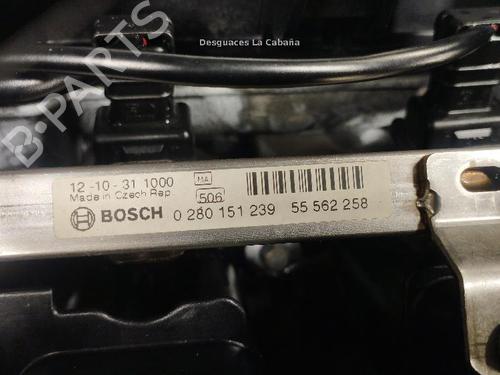 Desguaces La Cabaña
B-PARTS
12-10-31 1000
MA
Made in Czech Rep.
506
BOSCH 0 280 151 239 55 562 258